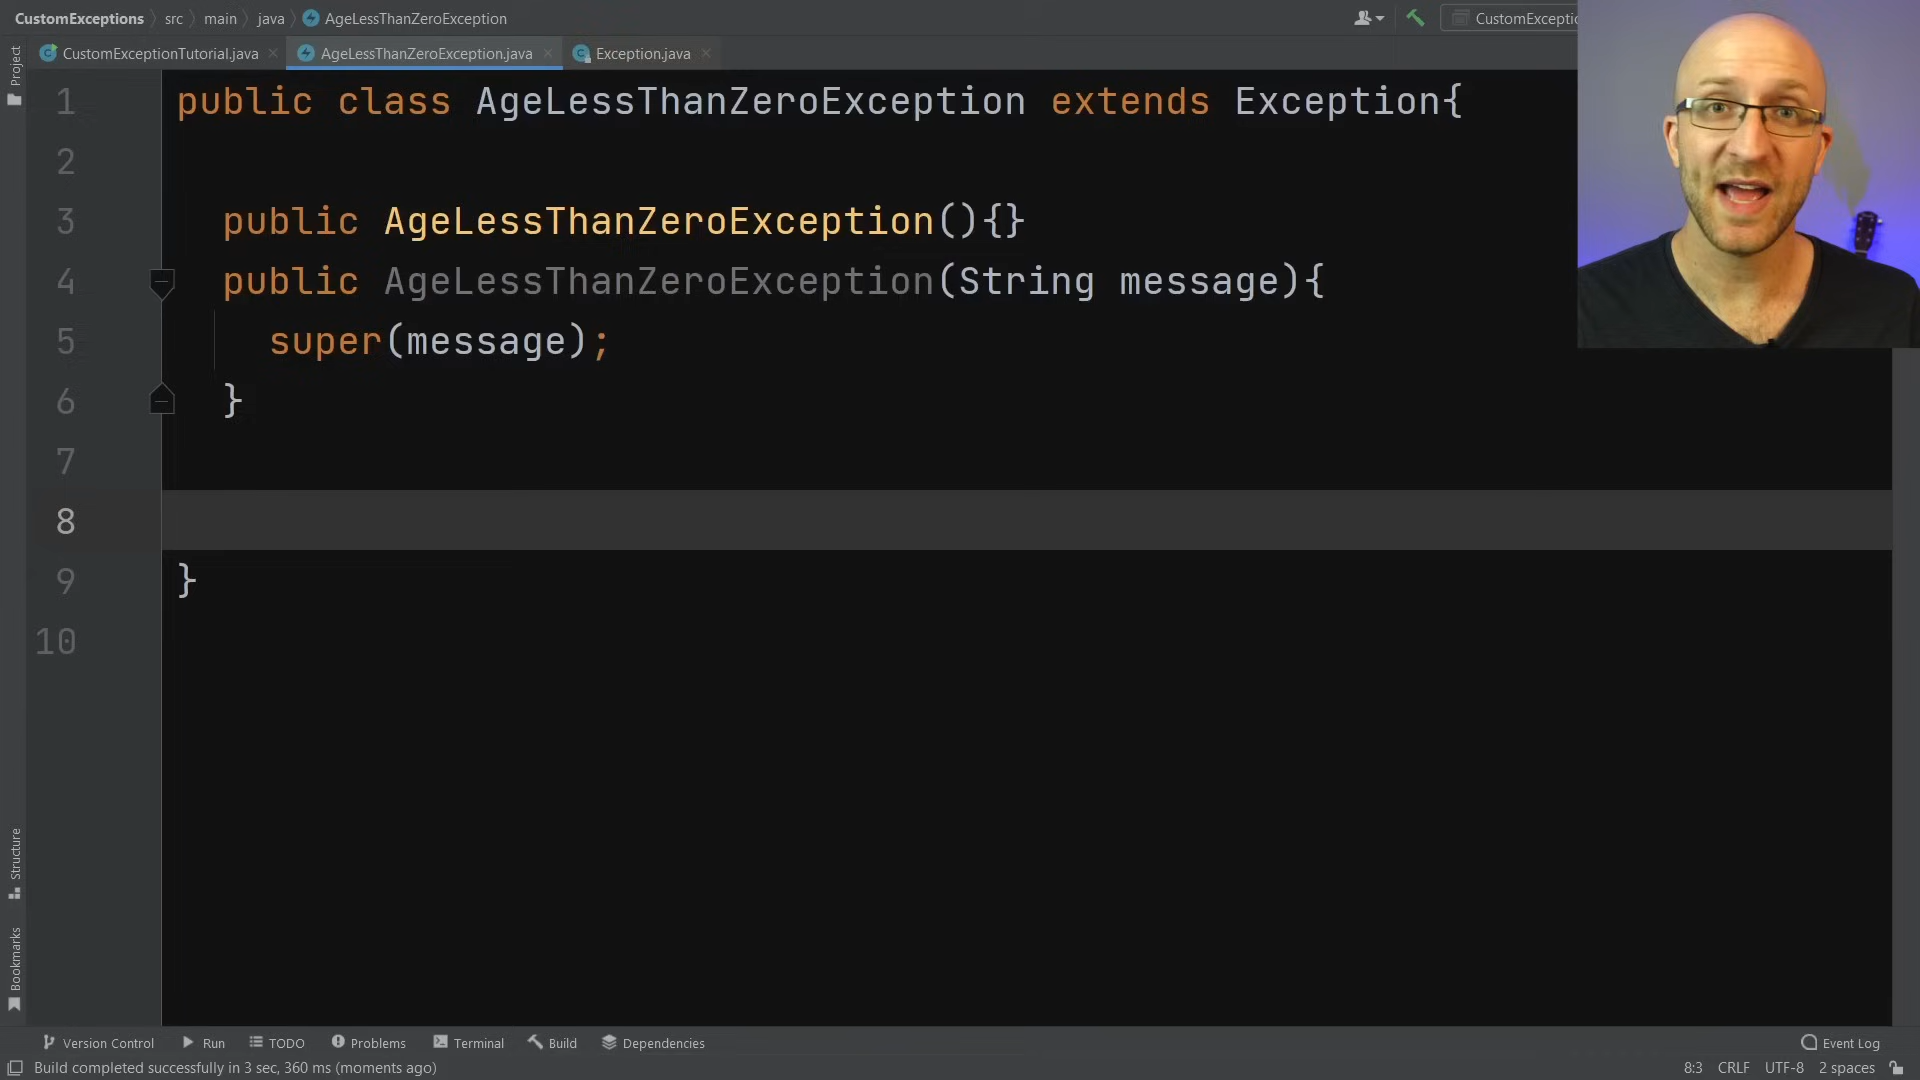 CustomExceptions src main java AgeLessThanZeroException CustomExceptio
Project
CustomExceptionTutorial.java AgeLessThanZeroException.java Exception.java
1 public class AgeLessThanZeroException extends Exception{
2
3 public AgeLessThanZeroException(){}
4 public AgeLessThanZeroException(String message){
5 super(message);
6 }
7
8
9 }
10
Structure
Bookmarks
Version Control Run TODO Problems Terminal Build Dependencies Event Log
Build completed successfully in 3 sec, 360 ms (moments ago) 8:3 CRLF UTF-8 2 spaces